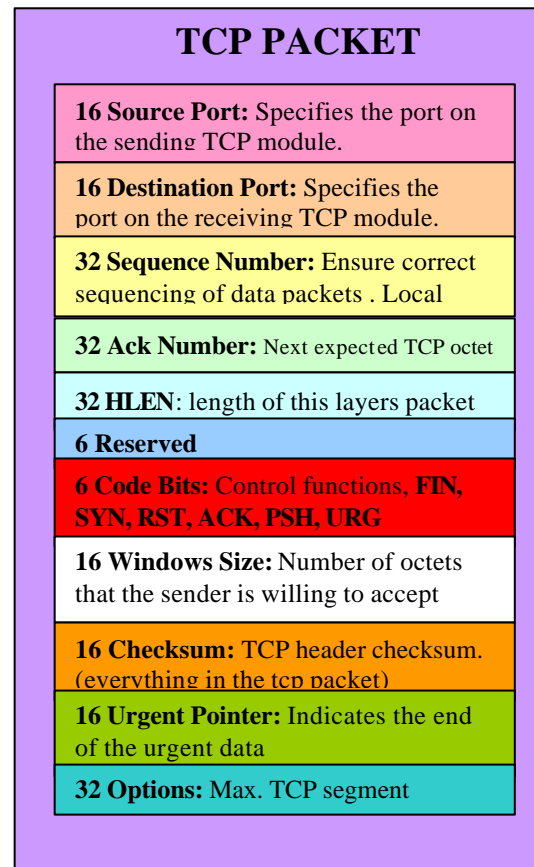 TCP PACKET
16 Source Port: Specifies the port on
the sending TCP module.
16 Destination Port: Specifies the
port on the receiving TCP module.
32 Sequence Number: Ensure correct
sequencing of data packets . Local
32 Ack Number: Next expected TCP octet
32 HLEN: length of this layers packet
6 Reserved
6 Code Bits: Control functions, FIN,
SYN, RST, ACK, PSH, URG
16 Windows Size: Number of octets
that the sender is willing to accept
16 Checksum: TCP header checksum.
(everything in the tcp packet)
16 Urgent Pointer: Indicates the end
of the urgent data
32 Options: Max. TCP segment